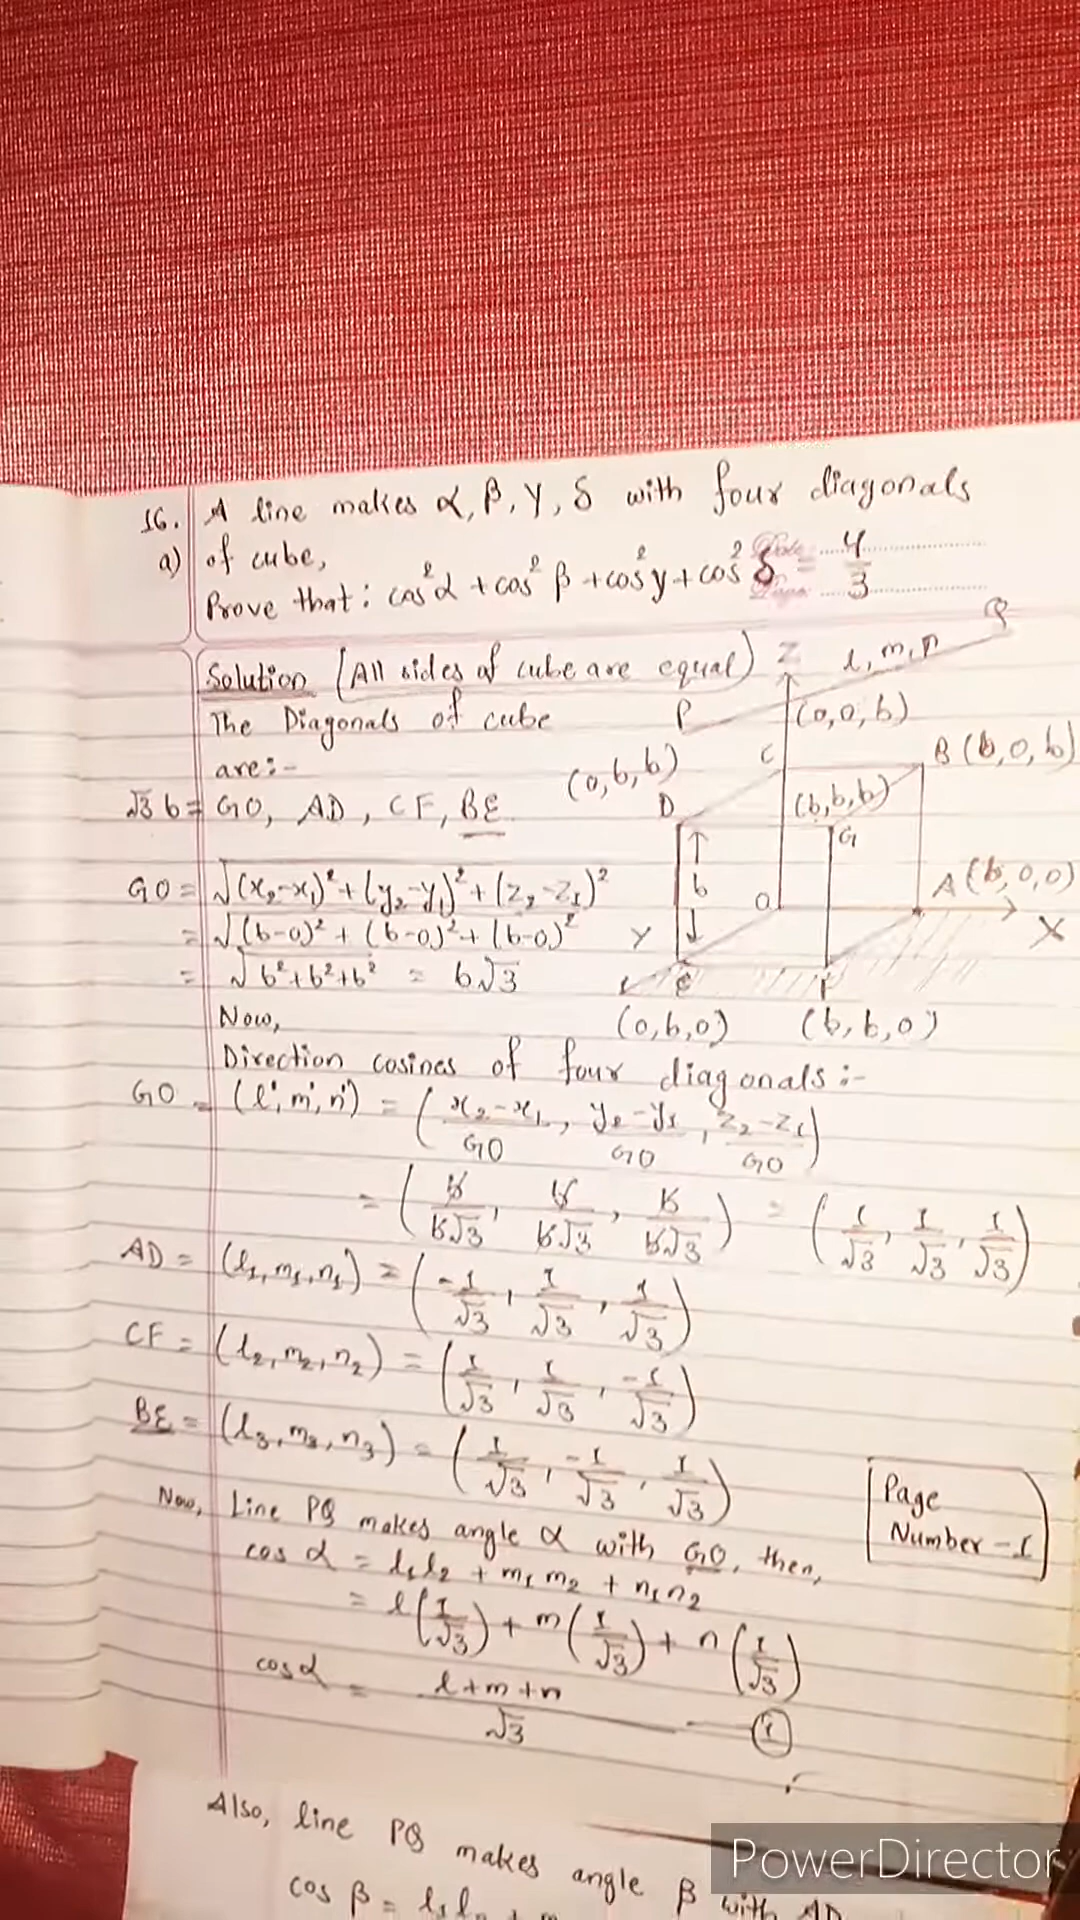 16. A line makes α, β, γ, δ with four diagonals
a) of cube,
Prove that: cos²α + cos²β + cos²γ + cos²δ = 4/3
Solution (All sides of cube are equal)
The Diagonals of cube
are:-
√3 b = GO, AD, CF, BE
Z
l, m, n
Q
P
(0,0,b)
C
B (b,0,b)
(0,b,b)
D
(b,b,b)
G
b
O
A (b,0,0)
X
Y
E
F
(0,b,0)
(b,b,0)
GO = √(x₂-x₁)² + (y₂-y₁)² + (z₂-z₁)²
= √(b-0)² + (b-0)² + (b-0)²
= √b²+b²+b² = b√3
Now,
Direction cosines of four diagonals:-
GO = (l', m', n') = (x₂-x₁/GO, y₂-y₁/GO, z₂-z₁/GO)
= (b/b√3, b/b√3, b/b√3) = (1/√3, 1/√3, 1/√3)
AD = (l₁, m₁, n₁) = (-1/√3, 1/√3, 1/√3)
CF = (l₂, m₂, n₂) = (1/√3, 1/√3, -1/√3)
BE = (l₃, m₃, n₃) = (1/√3, -1/√3, 1/√3)
Page
Number - 1
Now, Line PQ makes angle α with GO, then,
cos α = l₁l₂ + m₁m₂ + n₁n₂
= l(1/√3) + m(1/√3) + n(1/√3)
cosα = l+m+n/√3 — ①
Also, line PQ makes angle β with AD
cos β =
PowerDirector